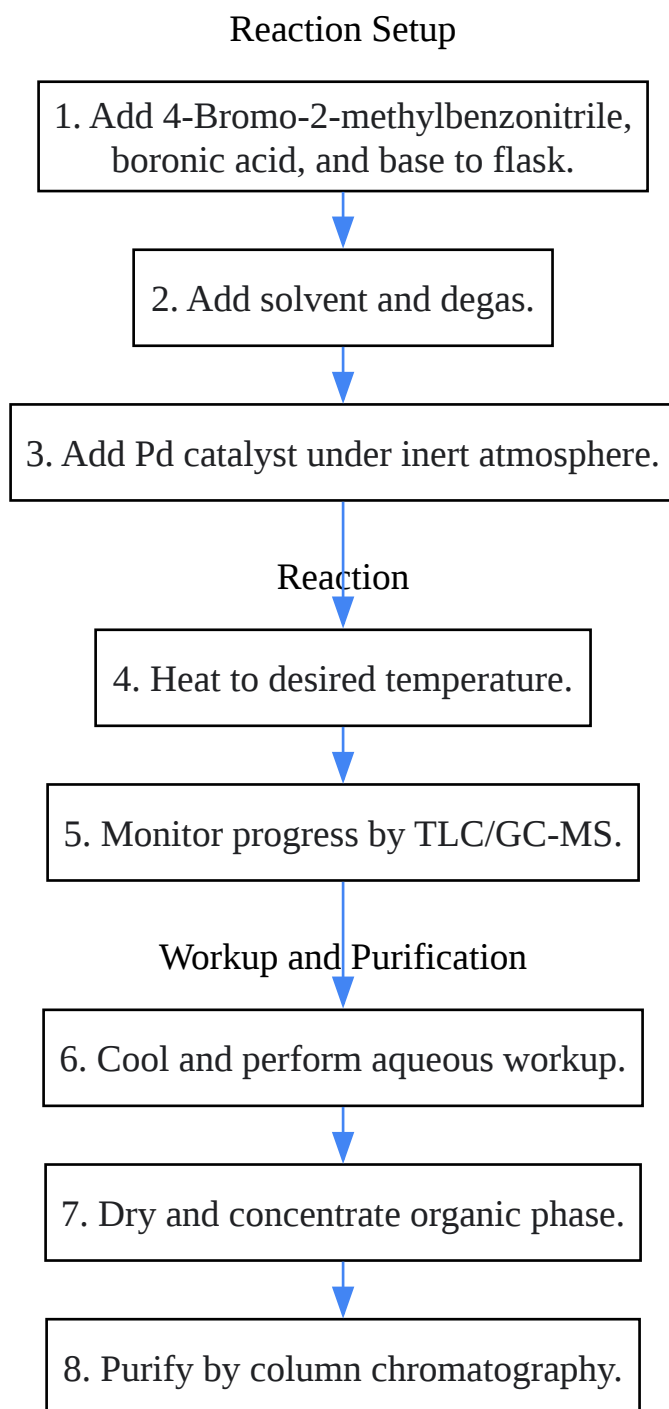 Reaction Setup
1. Add 4-Bromo-2-methylbenzonitrile,
boronic acid, and base to flask.
2. Add solvent and degas.
3. Add Pd catalyst under inert atmosphere.
Reaction
4. Heat to desired temperature.
5. Monitor progress by TLC/GC-MS.
Workup and Purification
6. Cool and perform aqueous workup.
7. Dry and concentrate organic phase.
8. Purify by column chromatography.